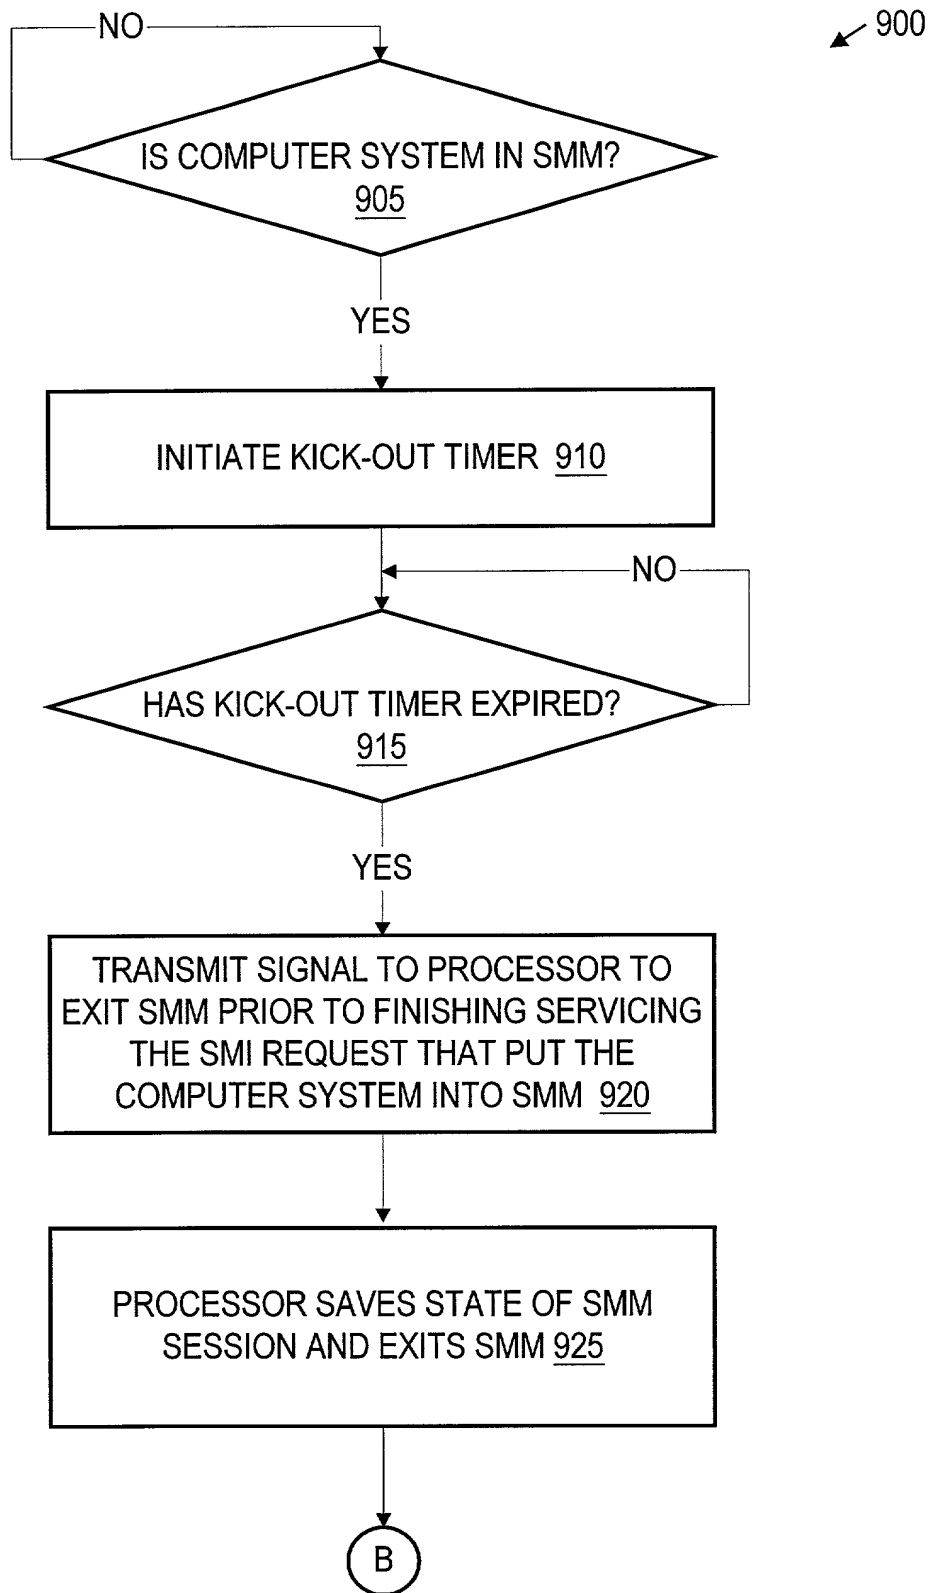 NO
900
IS COMPUTER SYSTEM IN SMM?
905
YES
INITIATE KICK-OUT TIMER 910
NO
HAS KICK-OUT TIMER EXPIRED?
915
YES
TRANSMIT SIGNAL TO PROCESSOR TO
EXIT SMM PRIOR TO FINISHING SERVICING
THE SMI REQUEST THAT PUT THE
COMPUTER SYSTEM INTO SMM 920
PROCESSOR SAVES STATE OF SMM
SESSION AND EXITS SMM 925
B